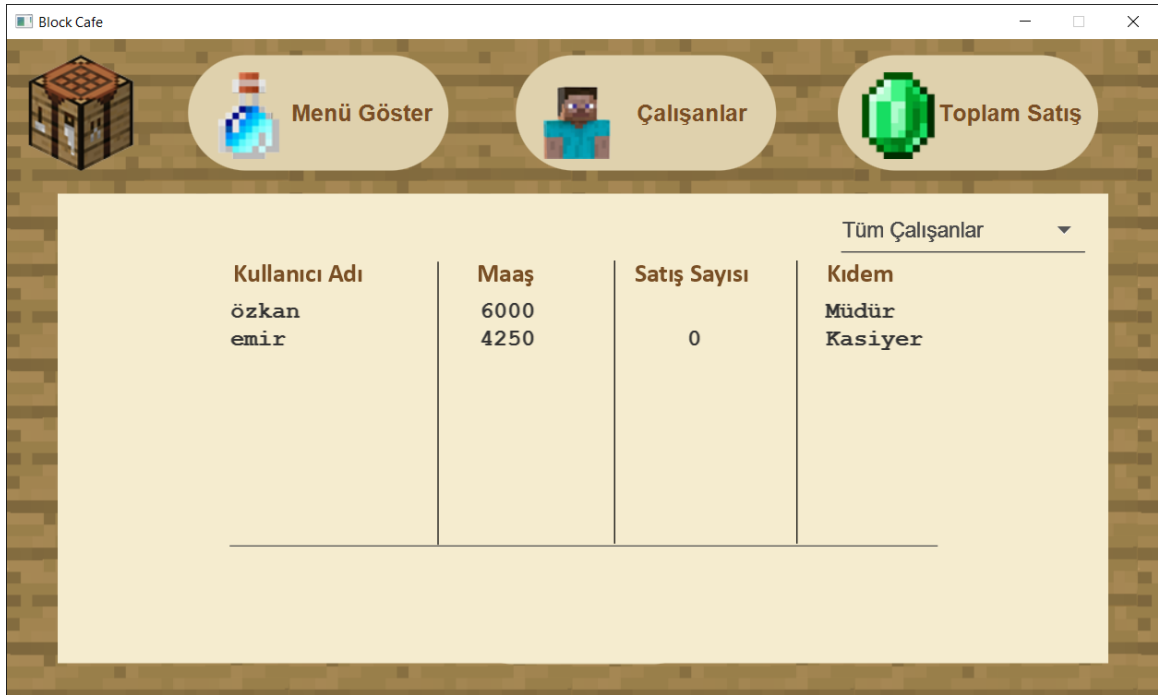 Block Cafe
Menü Göster Çalışanlar Toplam Satış
Tüm Çalışanlar
Kullanıcı Adı Maaş Satış Sayısı Kıdem
özkan 6000 Müdür
emir 4250 0 Kasiyer